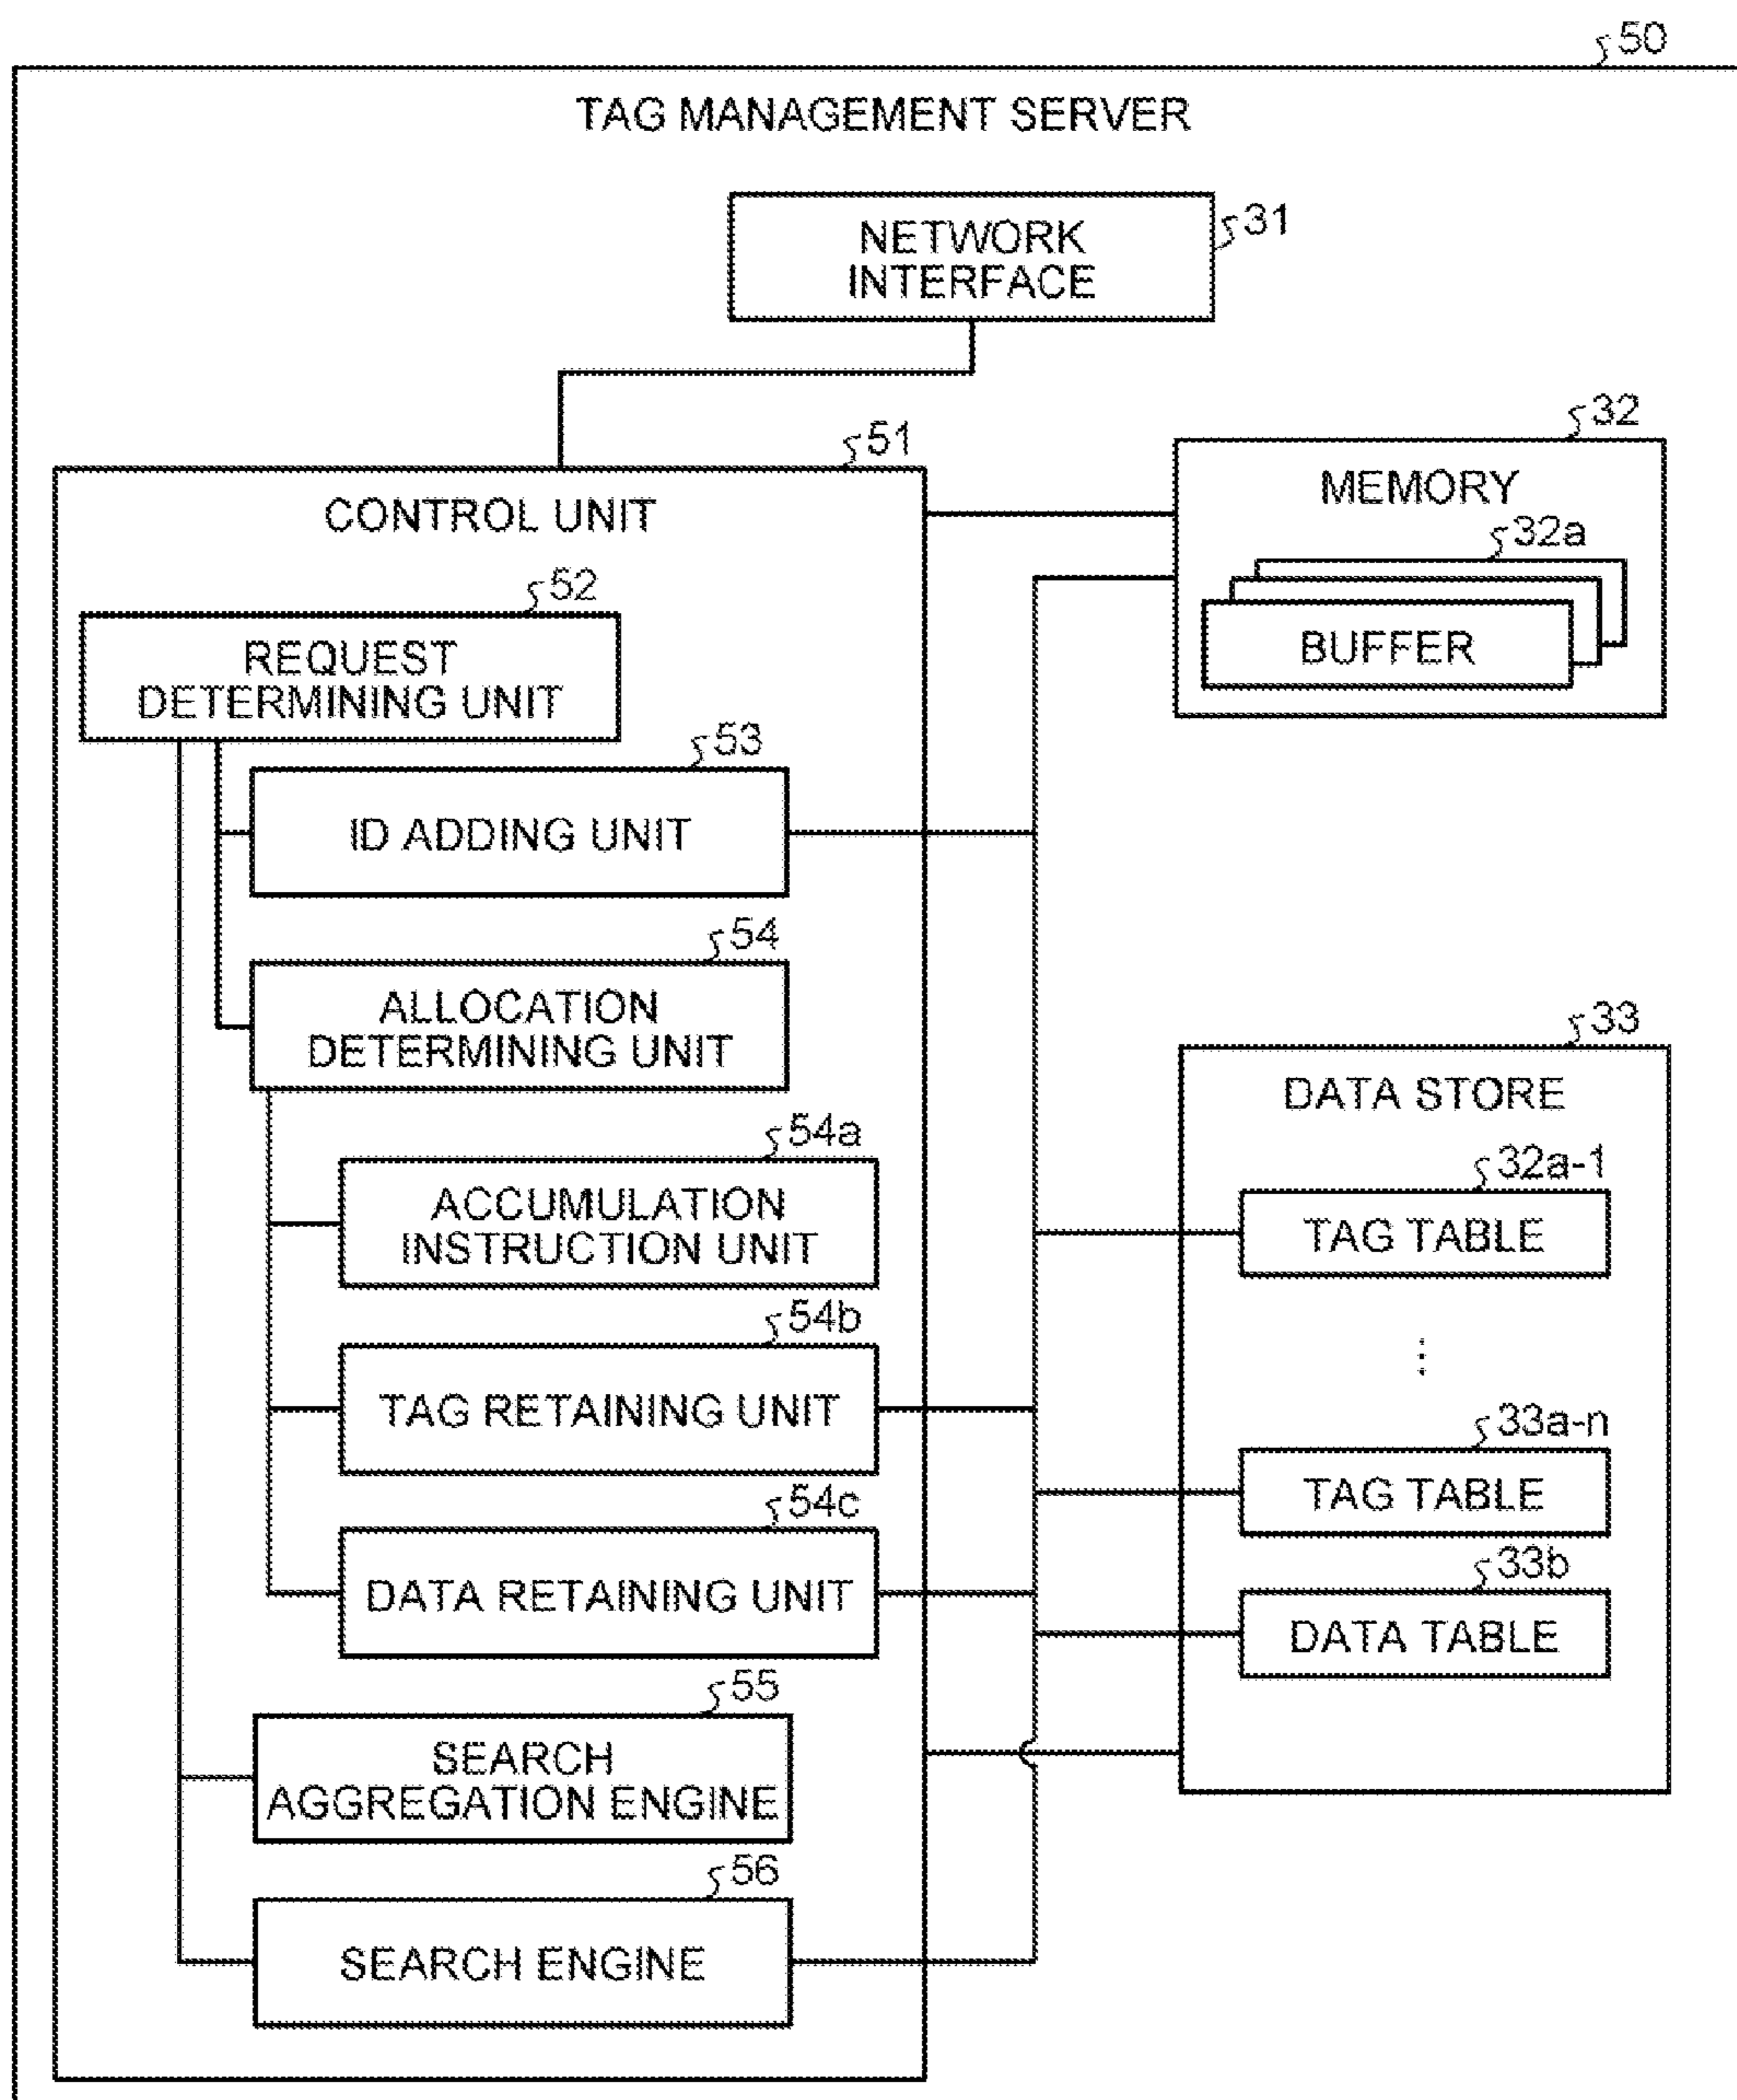 50
TAG MANAGEMENT SERVER
NETWORK
INTERFACE
31
51
CONTROL UNIT
32
MEMORY
32a
BUFFER
52
REQUEST
DETERMINING UNIT
53
ID ADDING UNIT
54
ALLOCATION
DETERMINING UNIT
33
DATA STORE
54a
ACCUMULATION
INSTRUCTION UNIT
32a-1
TAG TABLE
⋮
54b
TAG RETAINING UNIT
33a-n
TAG TABLE
54c
DATA RETAINING UNIT
33b
DATA TABLE
55
SEARCH
AGGREGATION ENGINE
56
SEARCH ENGINE